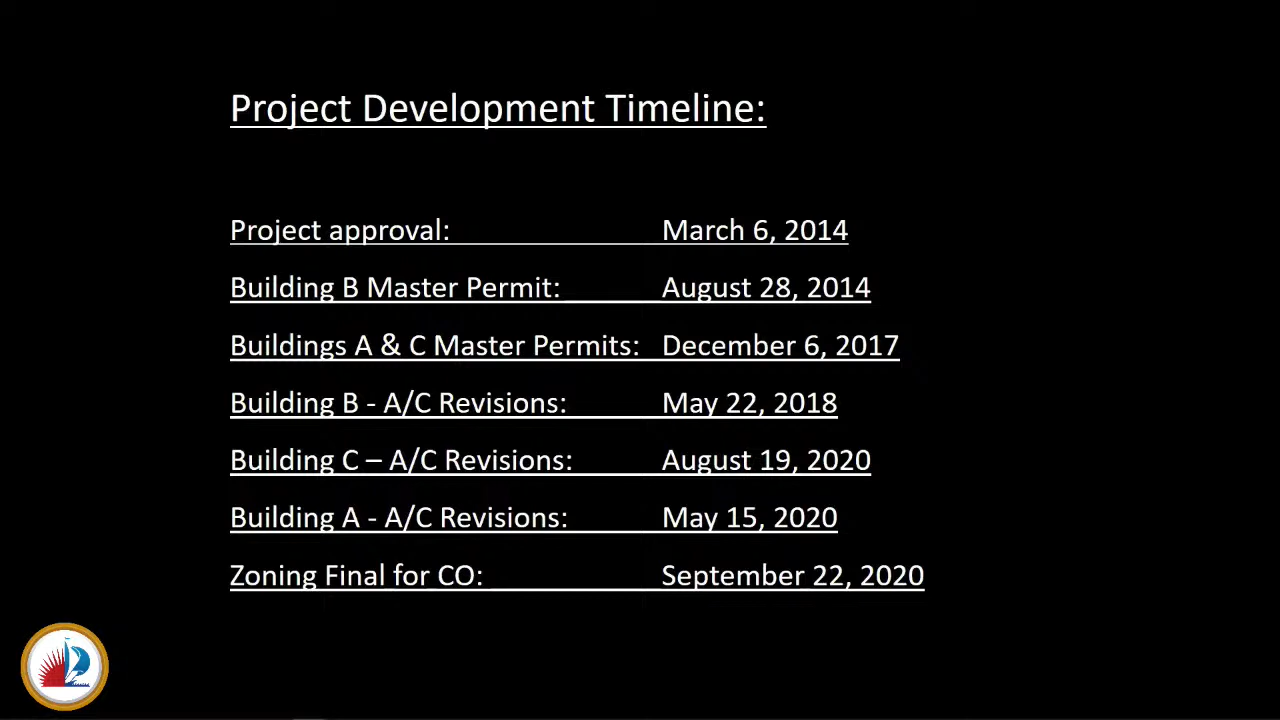 Project Development Timeline:
Project approval: March 6, 2014
Building B Master Permit: August 28, 2014
Buildings A & C Master Permits: December 6, 2017
Building B - A/C Revisions: May 22, 2018
Building C – A/C Revisions: August 19, 2020
Building A - A/C Revisions: May 15, 2020
Zoning Final for CO: September 22, 2020